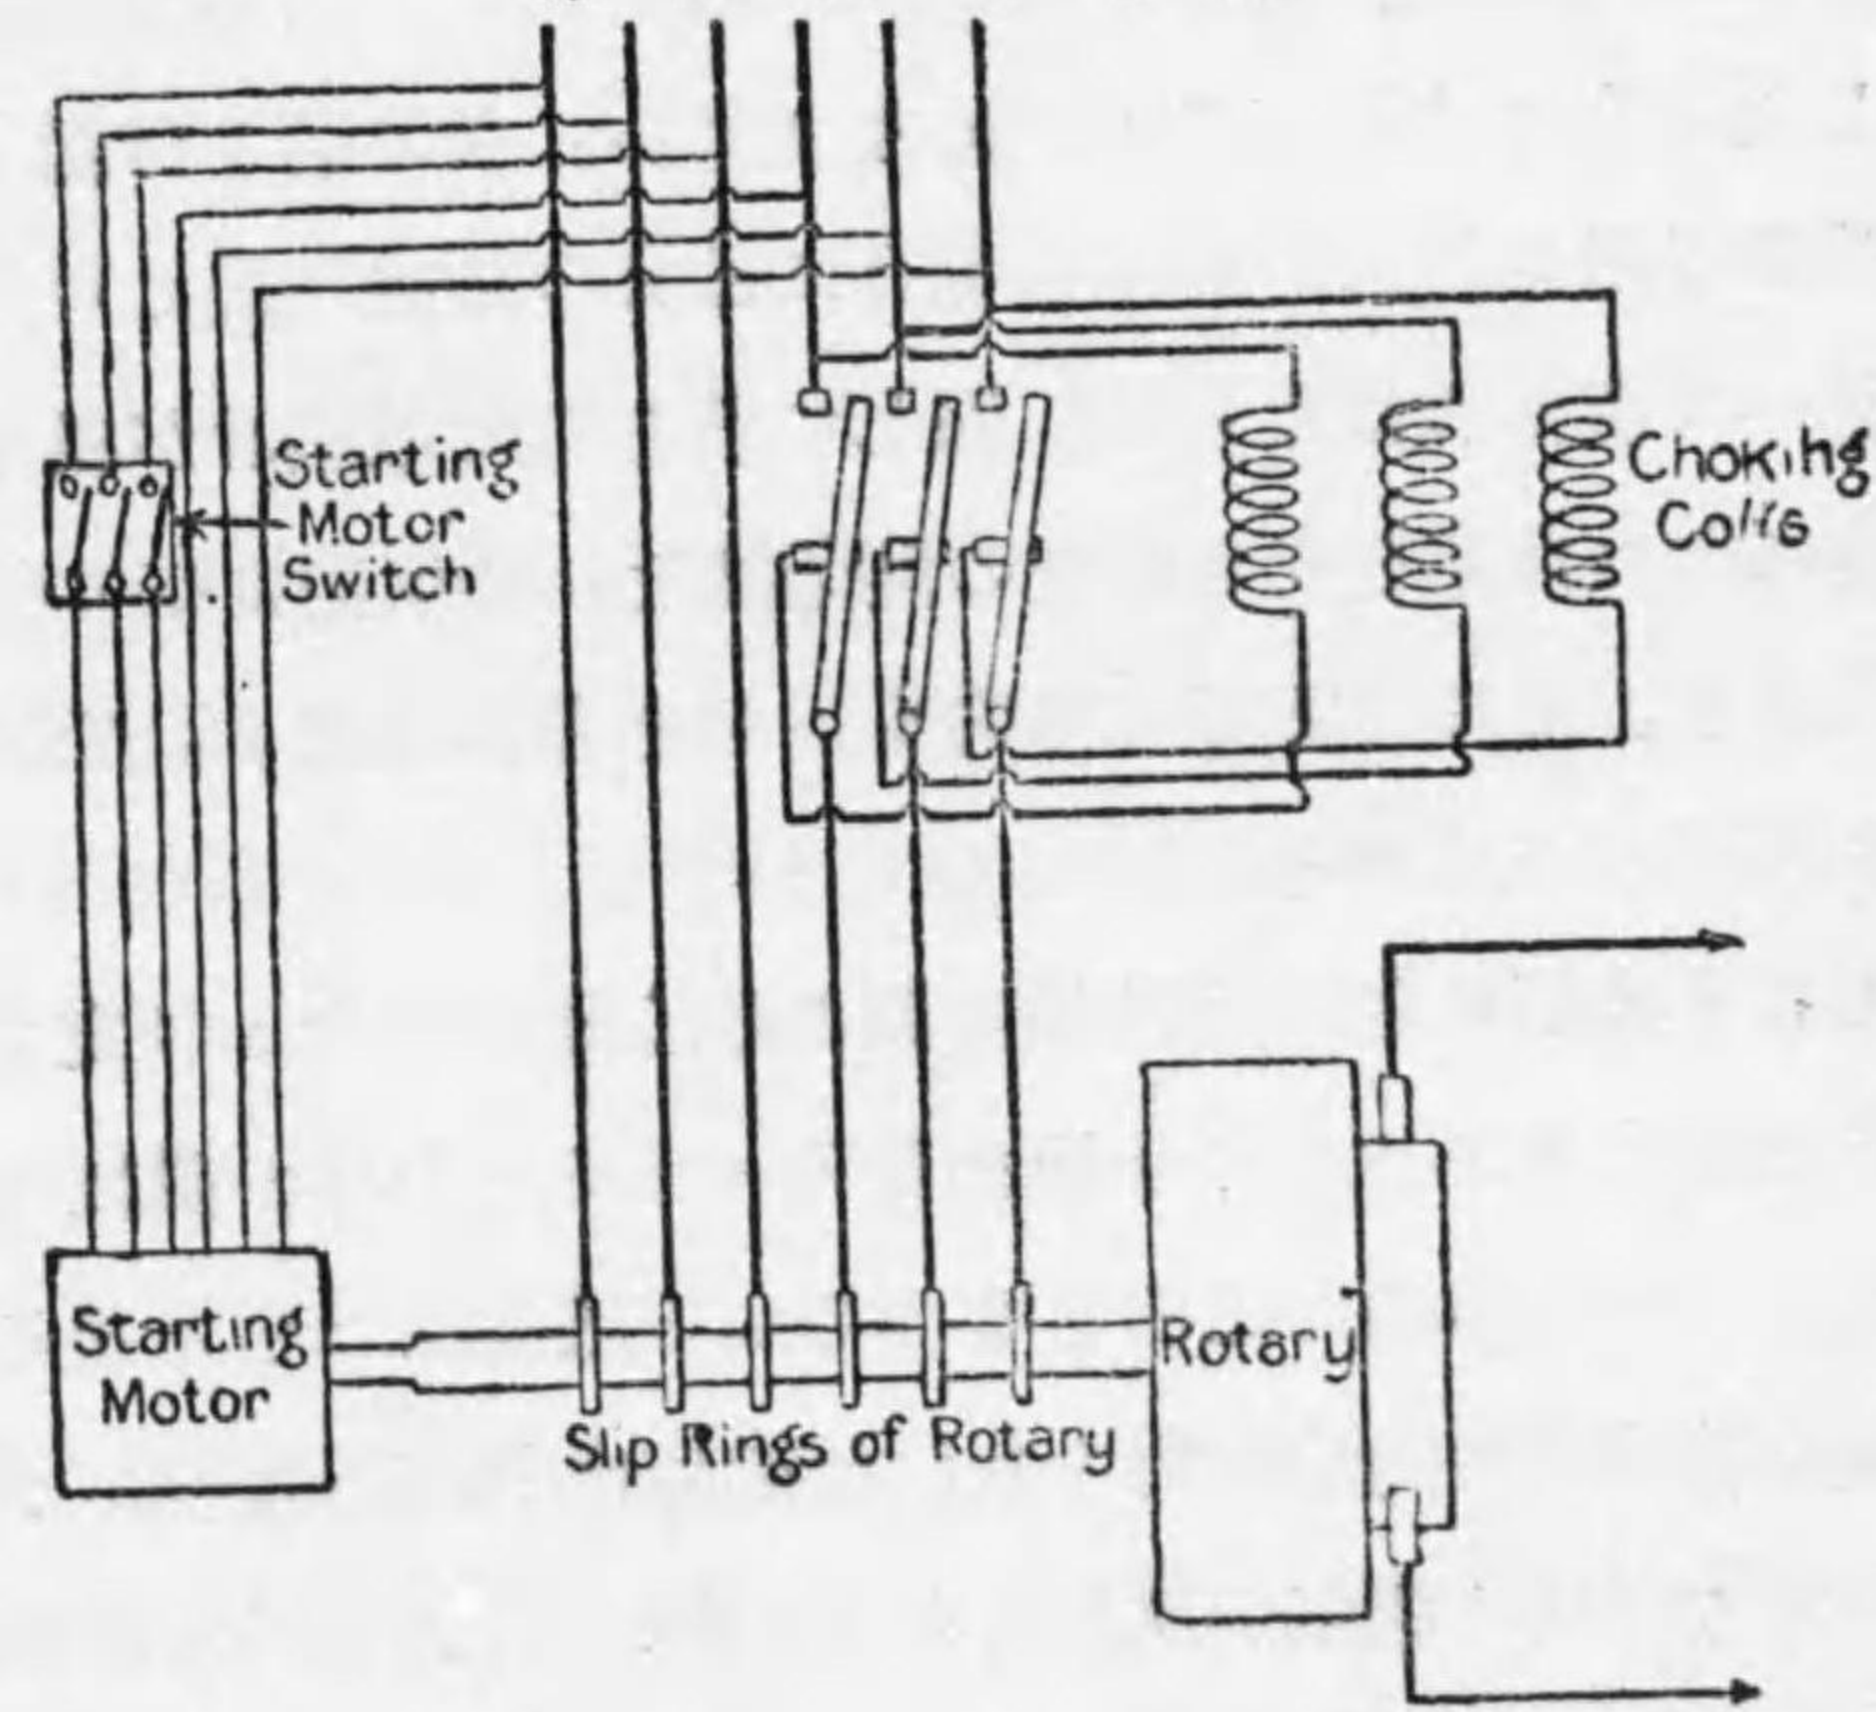 Starting
Motor
Switch
Choking
Coils
Starting
Motor
Rotary
Slip Rings of Rotary